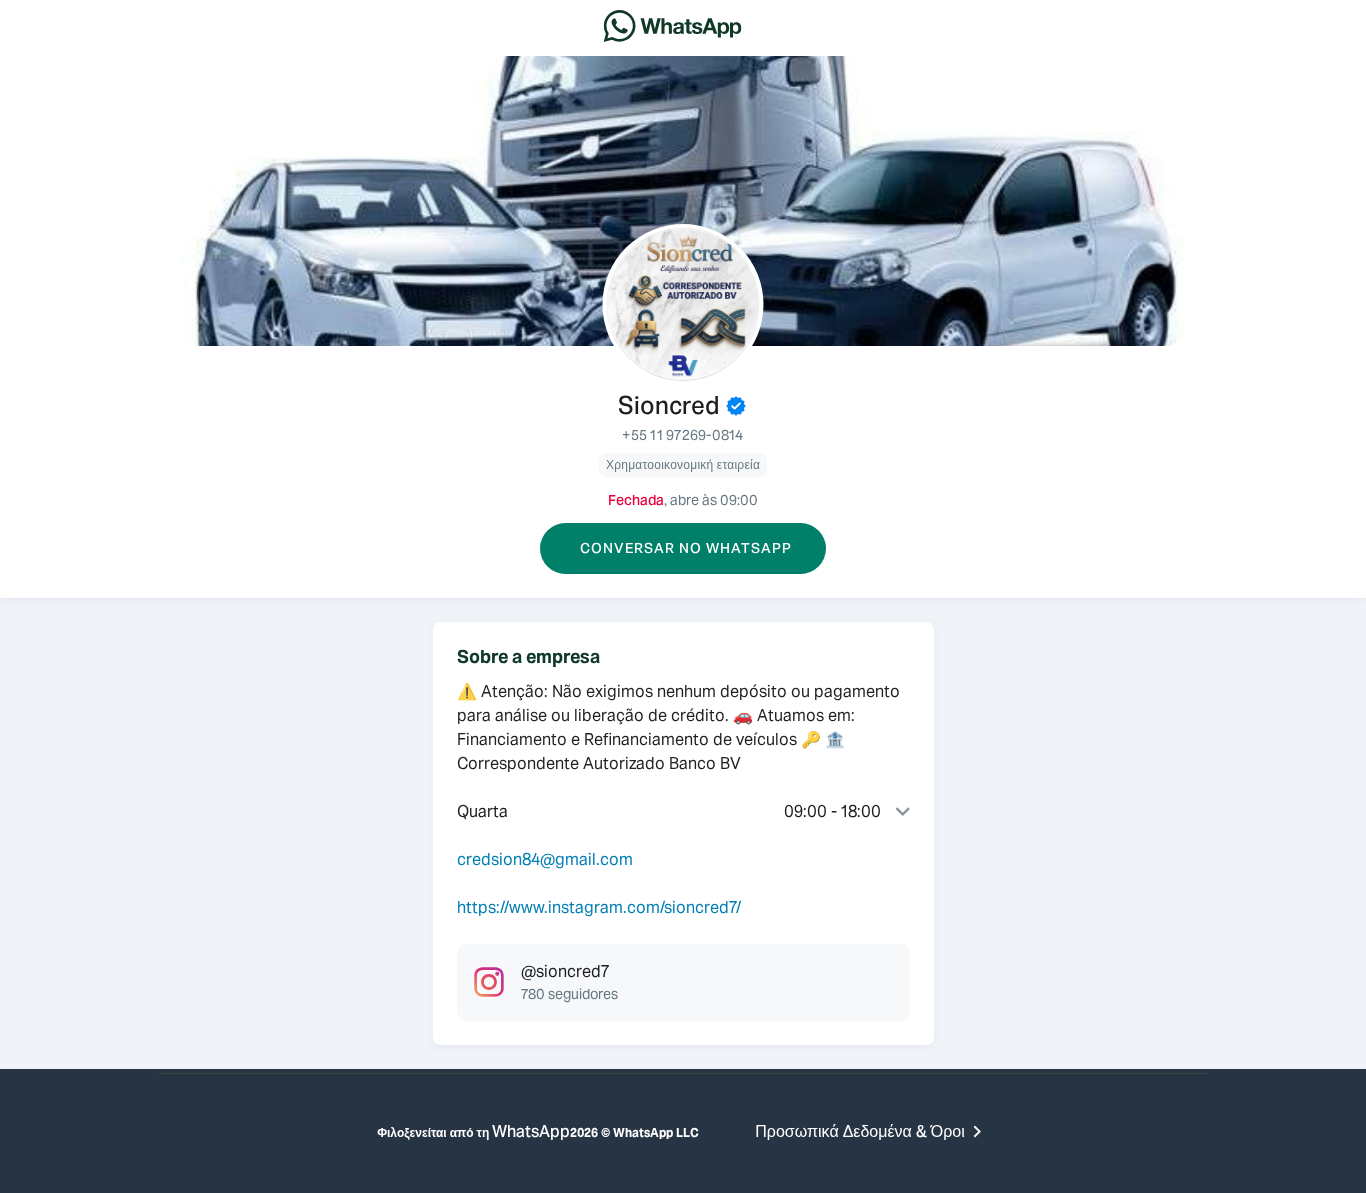 WhatsApp
Sioncred
Edificando seus sonhos
CORRESPONDENTE
AUTORIZADO BV
BV
Sioncred
+55 11 97269-0814
Χρηματοοικονομική εταιρεία
Fechada, abre às 09:00
CONVERSAR NO WHATSAPP
Sobre a empresa
⚠️ Atenção: Não exigimos nenhum depósito ou pagamento
para análise ou liberação de crédito. 🚗 Atuamos em:
Financiamento e Refinanciamento de veículos 🔑 🏦
Correspondente Autorizado Banco BV
Quarta 09:00 - 18:00
credsion84@gmail.com
https://www.instagram.com/sioncred7/
@sioncred7
780 seguidores
Φιλοξενείται από τη WhatsApp2026 © WhatsApp LLC
Προσωπικά Δεδομένα & Όροι